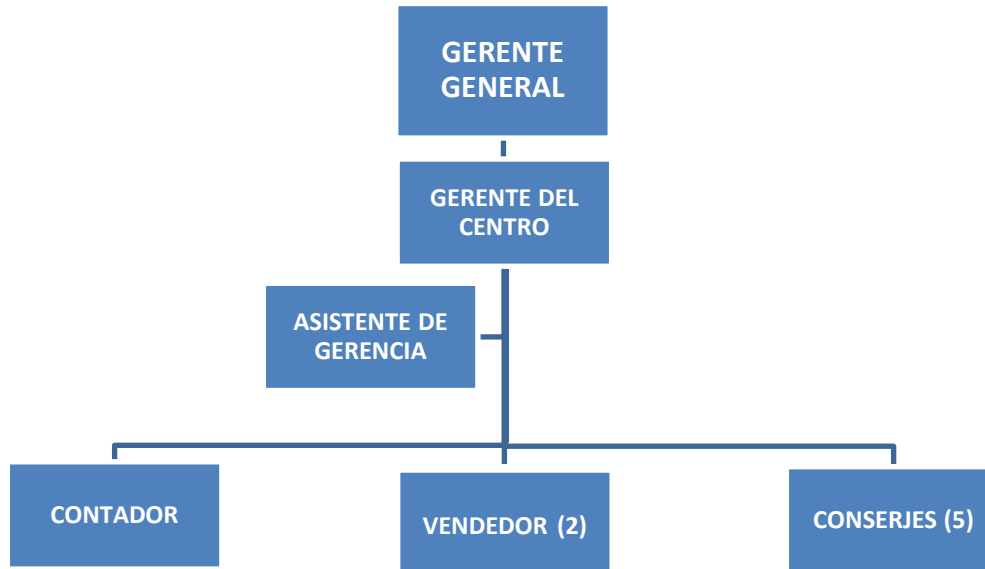 GERENTE
GENERAL
GERENTE DEL
CENTRO
ASISTENTE DE
GERENCIA
CONTADOR
VENDEDOR (2)
CONSERJES (5)